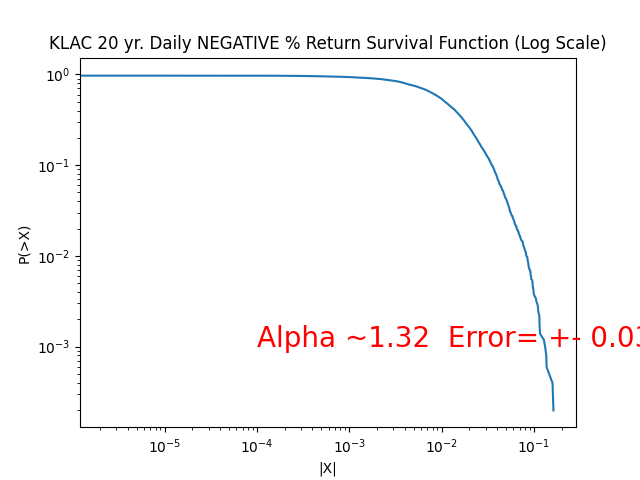 KLAC 20 yr. Daily NEGATIVE % Return Survival Function (Log Scale)
10^0
10^-1
10^-2
10^-3
P(>X)
Alpha ~1.32 Error= +- 0.03
10^-5 10^-4 10^-3 10^-2 10^-1
|X|